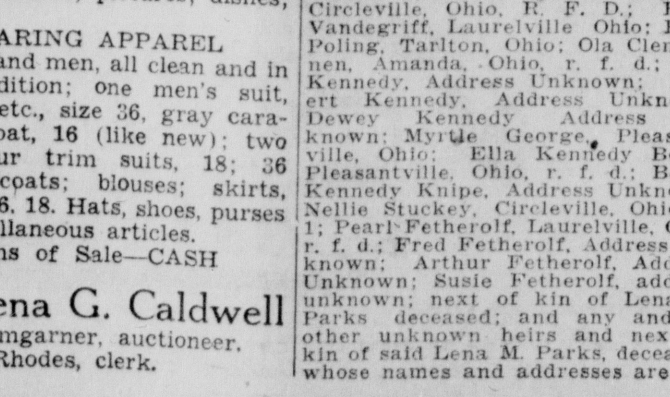 ARING APPAREL
and men, all clean and in
dition; one men's suit,
etc., size 36, gray cara-
oat, 16 (like new); two
ur trim suits, 18; 36
coats; blouses; skirts,
6. 18. Hats, shoes, purses
llaneous articles.
ns of Sale—CASH
ena G. Caldwell
mgarner, auctioneer.
Rhodes, clerk.
Circleville, Ohio, R. F. D.;
Vandegriff, Laurelville Ohio;
Poling, Tarlton, Ohio; Ola Clem
nen, Amanda, Ohio, r. f. d.;
Kennedy, Address Unknown;
ert Kennedy, Address Unkn
Dewey Kennedy Address
known; Myrtle George, Pleas
ville, Ohio; Ella Kennedy Be
Pleasantville, Ohio, r. f. d.; B
Kennedy Knipe, Address Unkn
Nellie Stuckey, Circleville, Ohi
1; Pearl Fetherolf, Laurelville,
r. f. d.; Fred Fetherolf, Address
known; Arthur Fetherolf, Add
Unknown; Susie Fetherolf, add
unknown; next of kin of Lena
Parks deceased; and any and
other unknown heirs and nex
kin of said Lena M. Parks, decea
whose names and addresses are